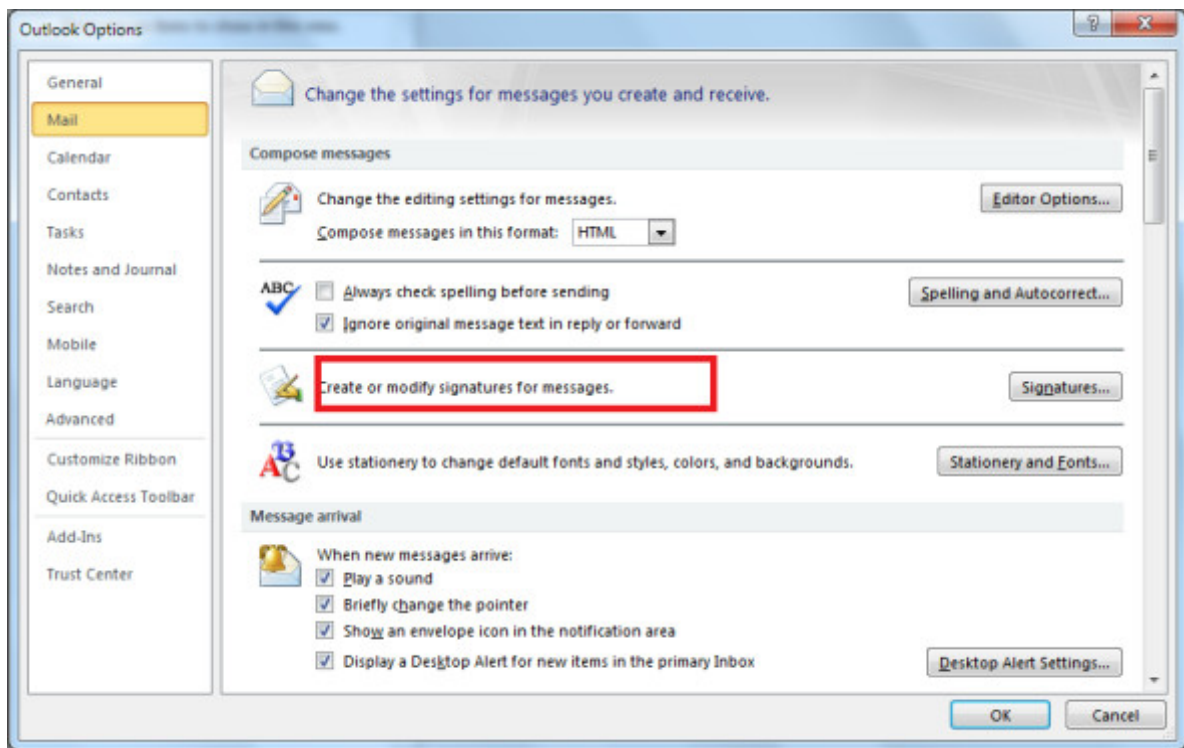 Outlook Options
General
Mail
Calendar
Contacts
Tasks
Notes and Journal
Search
Mobile
Language
Advanced
Customize Ribbon
Quick Access Toolbar
Add-Ins
Trust Center
Change the settings for messages you create and receive.
Compose messages
Change the editing settings for messages.
Editor Options...
Compose messages in this format: HTML
ABC
Always check spelling before sending
Spelling and Autocorrect...
Ignore original message text in reply or forward
Create or modify signatures for messages.
Signatures...
ABC
Use stationery to change default fonts and styles, colors, and backgrounds.
Stationery and Fonts...
Message arrival
When new messages arrive:
Play a sound
Briefly change the pointer
Show an envelope icon in the notification area
Display a Desktop Alert for new items in the primary Inbox
Desktop Alert Settings...
OK
Cancel